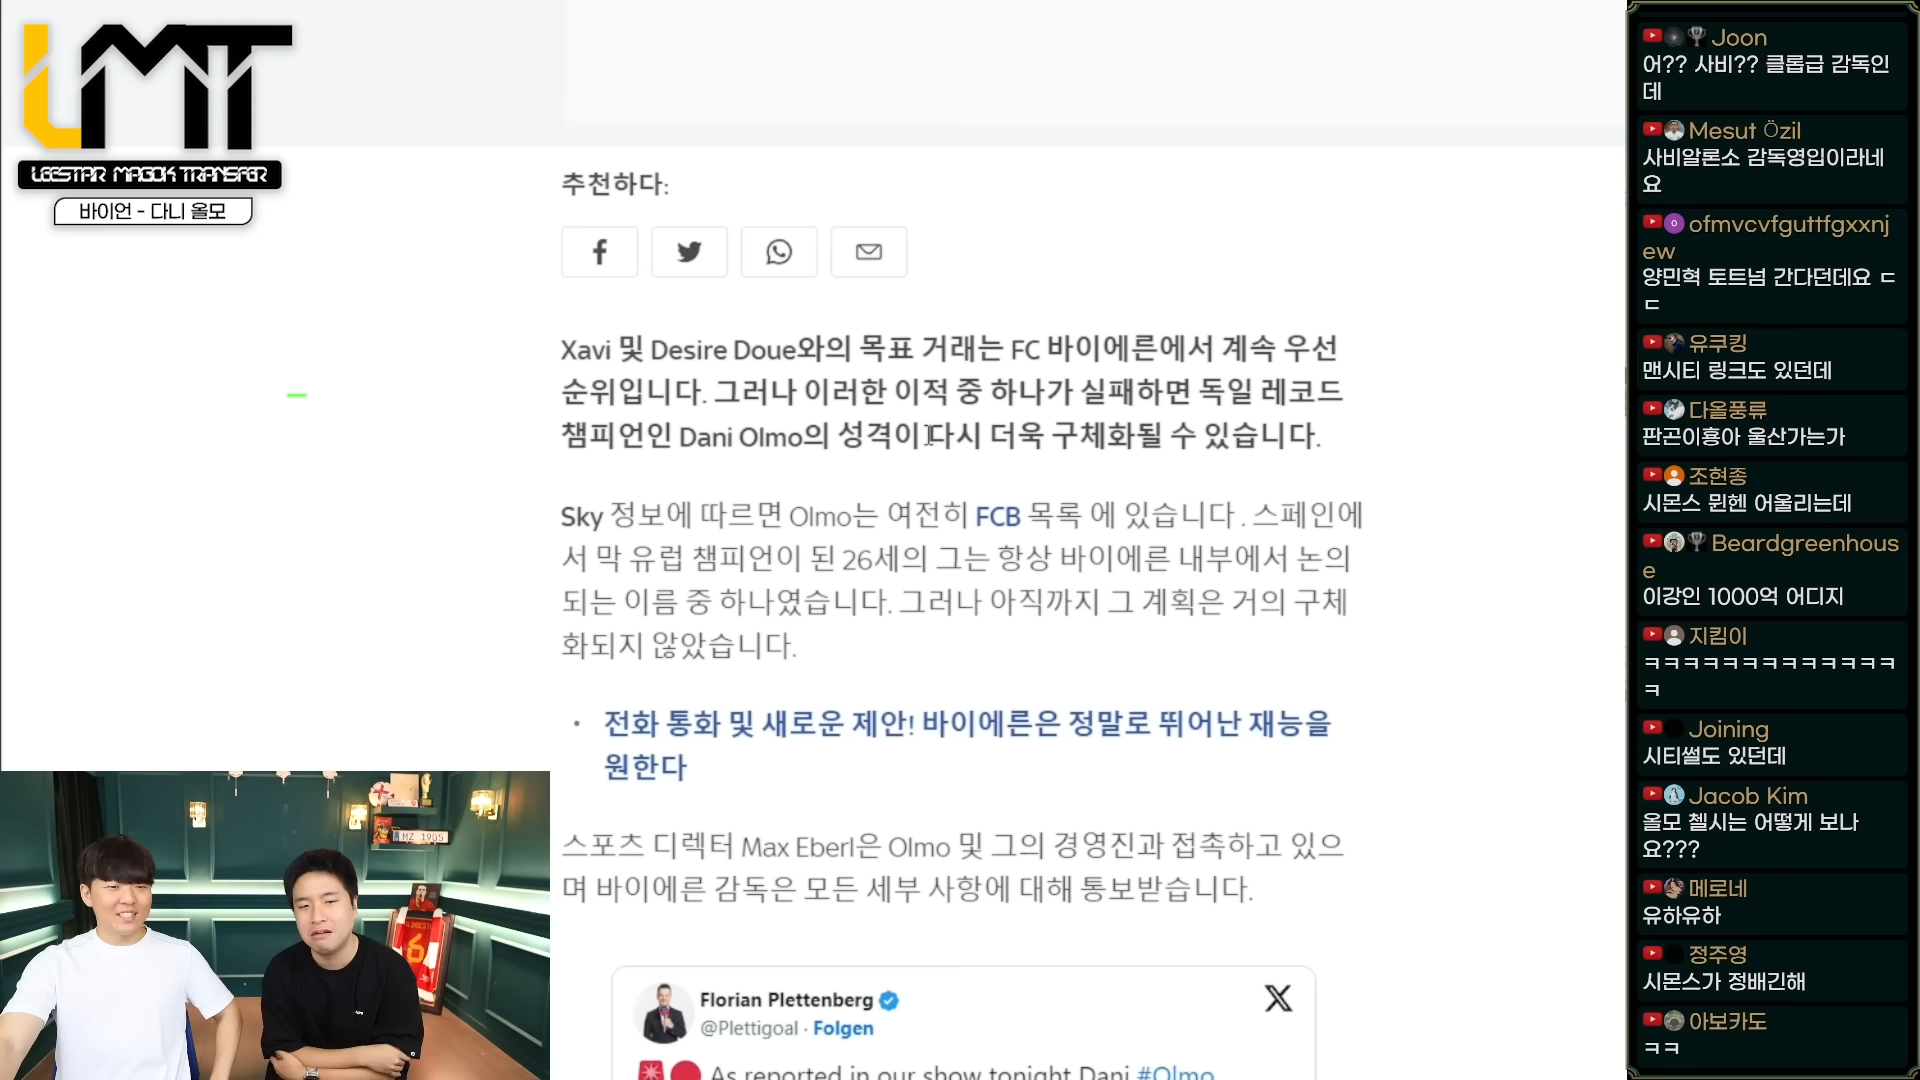 LMT
LEESTAR MAGOK TRANSFER
바이언 - 다니 올모
추천하다:
Xavi 및 Desire Doue와의 목표 거래는 FC 바이에른에서 계속 우선
순위입니다. 그러나 이러한 이적 중 하나가 실패하면 독일 레코드
챔피언인 Dani Olmo의 성격이 다시 더욱 구체화될 수 있습니다.
Sky 정보에 따르면 Olmo는 여전히 FCB 목록 에 있습니다 . 스페인에
서 막 유럽 챔피언이 된 26세의 그는 항상 바이에른 내부에서 논의
되는 이름 중 하나였습니다. 그러나 아직까지 그 계획은 거의 구체
화되지 않았습니다.
• 전화 통화 및 새로운 제안! 바이에른은 정말로 뛰어난 재능을
원한다
스포츠 디렉터 Max Eberl은 Olmo 및 그의 경영진과 접촉하고 있으
며 바이에른 감독은 모든 세부 사항에 대해 통보받습니다.
Florian Plettenberg
@Plettigoal · Folgen
As reported in our show tonight Dani #Olmo
MZ 1905
6
Joon
어?? 사비?? 클롭급 감독인
데
Mesut Özil
사비알론소 감독영입이라네
요
ofmvcvfguttfgxxnj
ew
양민혁 토트넘 간다던데요 ㄷ
ㄷ
유쿠킹
맨시티 링크도 있던데
다올풍류
판곤이횽아 울산가는가
조현종
시몬스 뮌헨 어울리는데
Beardgreenhous
e
이강인 1000억 어디지
지킴이
ㅋㅋㅋㅋㅋㅋㅋㅋㅋㅋㅋㅋㅋ
ㅋ
Joining
시티썰도 있던데
Jacob Kim
올모 첼시는 어떻게 보나
요???
메로네
유하유하
정주영
시몬스가 정배긴해
아보카도
ㅋㅋ